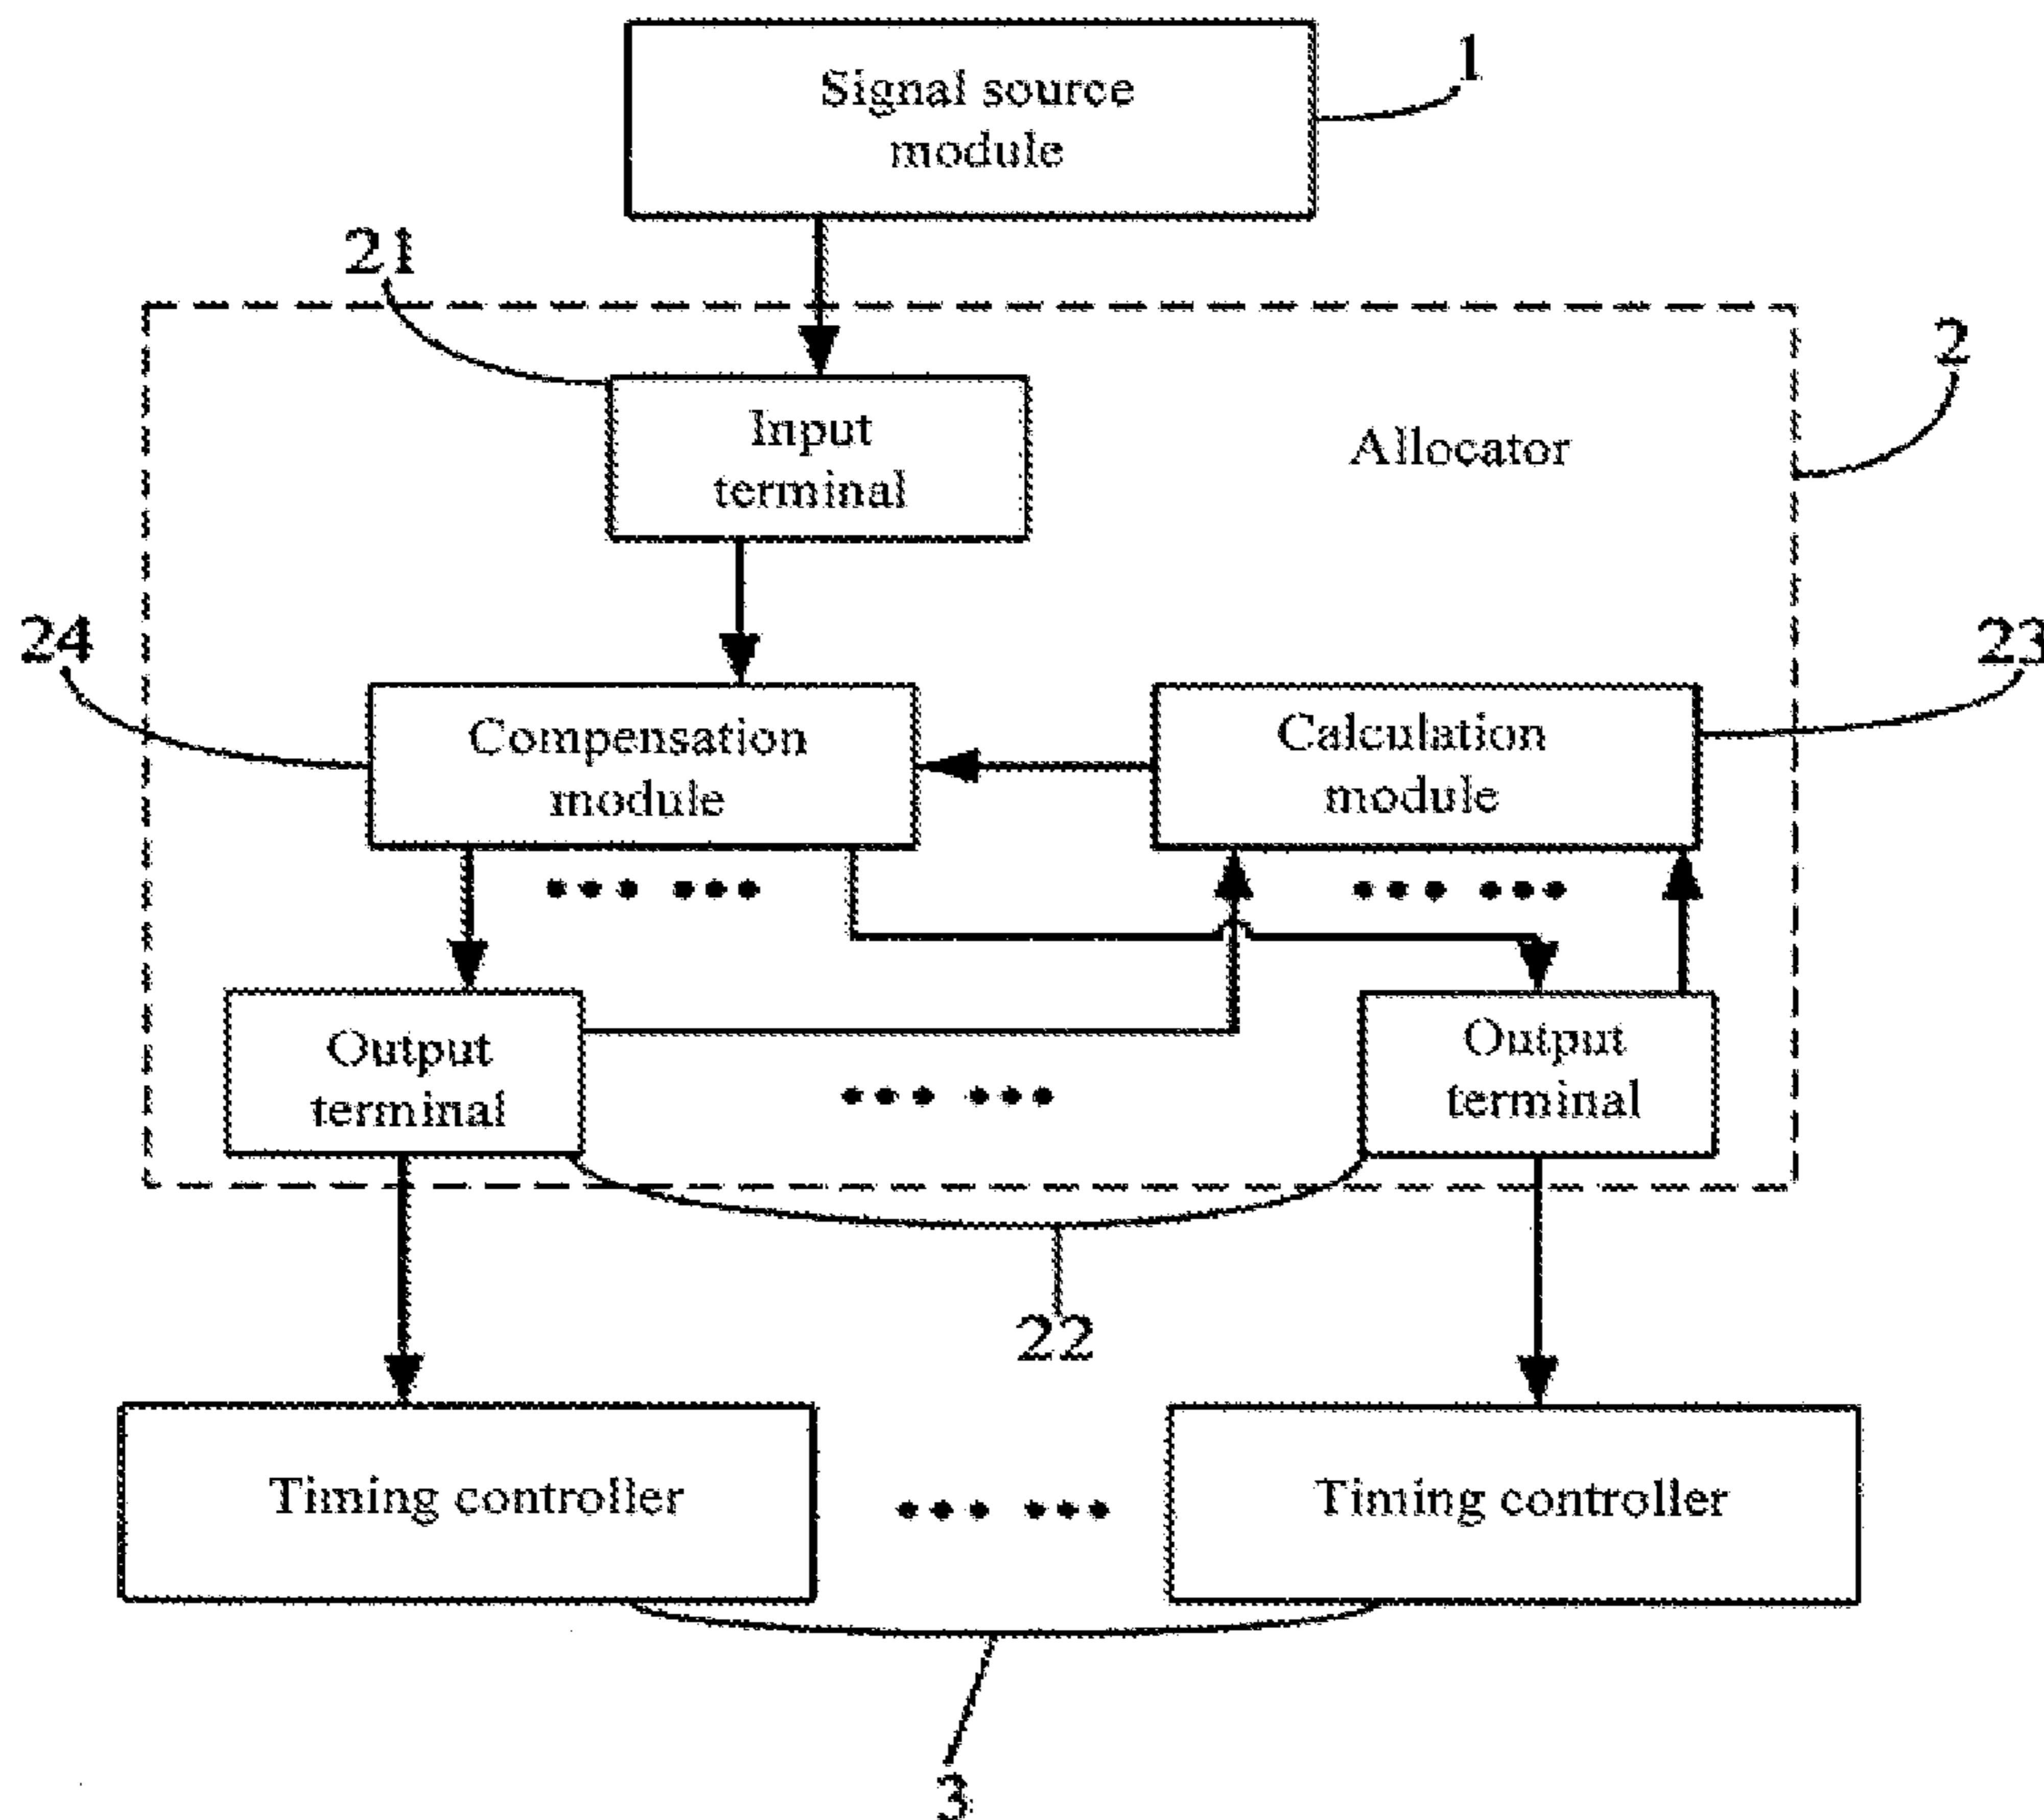 Signal source
module
1
21
2
Input
terminal
Allocator
24
23
Compensation
module
Calculation
module
Output
terminal
Output
terminal
22
Timing controller
Timing controller
3